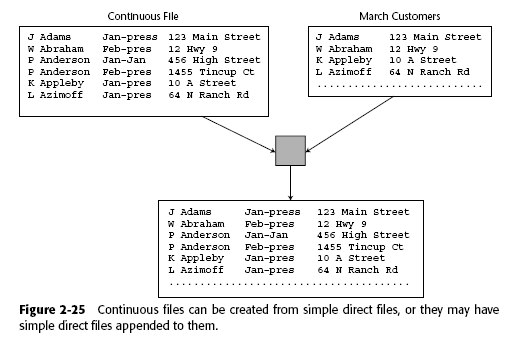 Continuous File
J Adams Jan-press 123 Main Street
W Abraham Feb-pres 12 Hwy 9
P Anderson Jan-Jan 456 High Street
P Anderson Feb-pres 1455 Tincup Ct
K Appleby Jan-pres 10 A Street
L Azimoff Jan-pres 64 N Ranch Rd
March Customers
J Adams 123 Main Street
W Abraham 12 Hwy 9
K Appleby 10 A Street
L Azimoff 64 N Ranch Rd
............................
J Adams Jan-press 123 Main Street
W Abraham Feb-pres 12 Hwy 9
P Anderson Jan-Jan 456 High Street
P Anderson Feb-pres 1455 Tincup Ct
K Appleby Jan-pres 10 A Street
L Azimoff Jan-pres 64 N Ranch Rd
........................................
Figure 2-25 Continuous files can be created from simple direct files, or they may have
simple direct files appended to them.